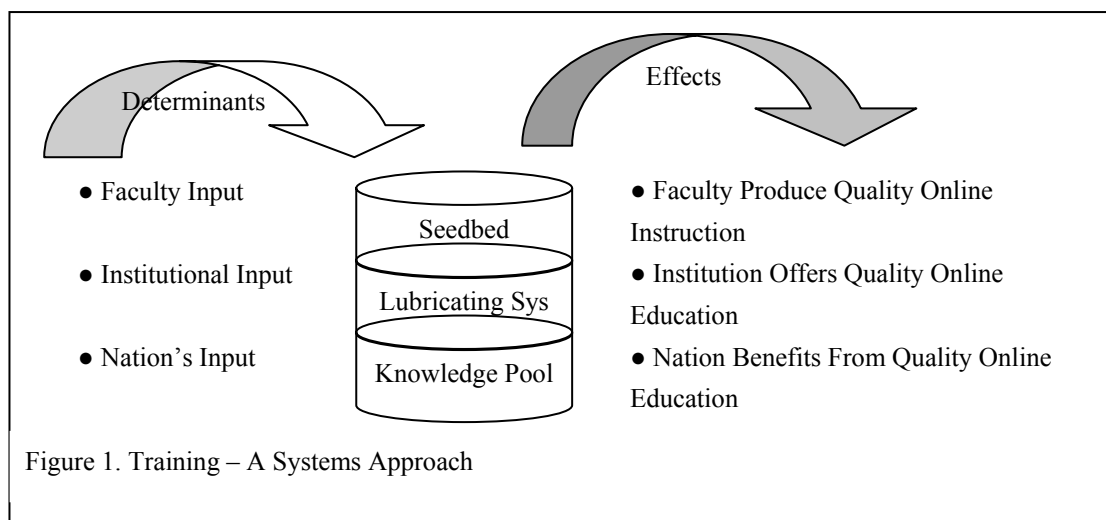 Determinants
Effects
● Faculty Input
● Institutional Input
● Nation's Input
Seedbed
Lubricating Sys
Knowledge Pool
● Faculty Produce Quality Online
Instruction
● Institution Offers Quality Online
Education
● Nation Benefits From Quality Online
Education
Figure 1. Training – A Systems Approach